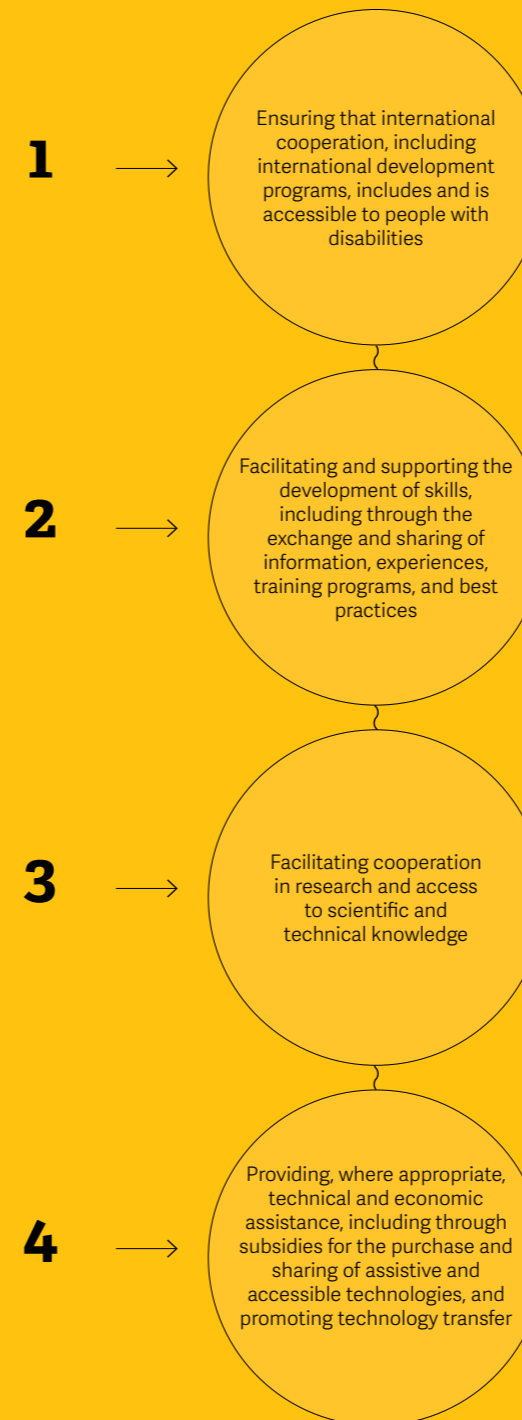 1
Ensuring that international
cooperation, including
international development
programs, includes and is
accessible to people with
disabilities
2
Facilitating and supporting the
development of skills,
including through the
exchange and sharing of
information, experiences,
training programs, and best
practices
3
Facilitating cooperation
in research and access
to scientific and
technical knowledge
4
Providing, where appropriate,
technical and economic
assistance, including through
subsidies for the purchase and
sharing of assistive and
accessible technologies, and
promoting technology transfer